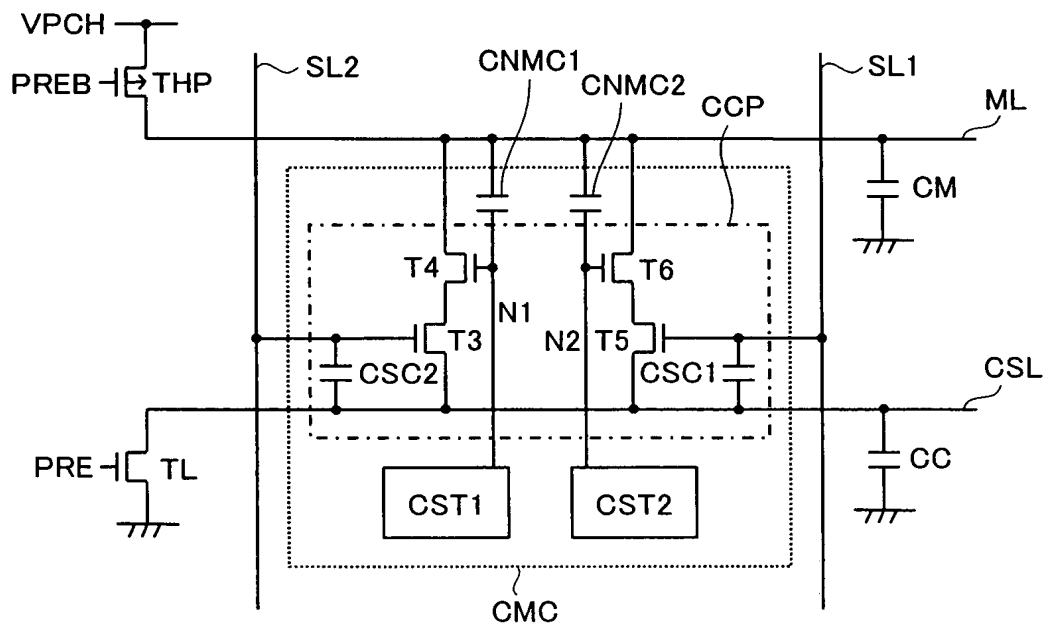 VPCH
PREB
THP
SL2
CNMC1
CNMC2
CCP
SL1
ML
CM
T4
T6
N1
N2
T3
T5
CSC2
CSC1
CSL
PRE
TL
CC
CST1
CST2
CMC